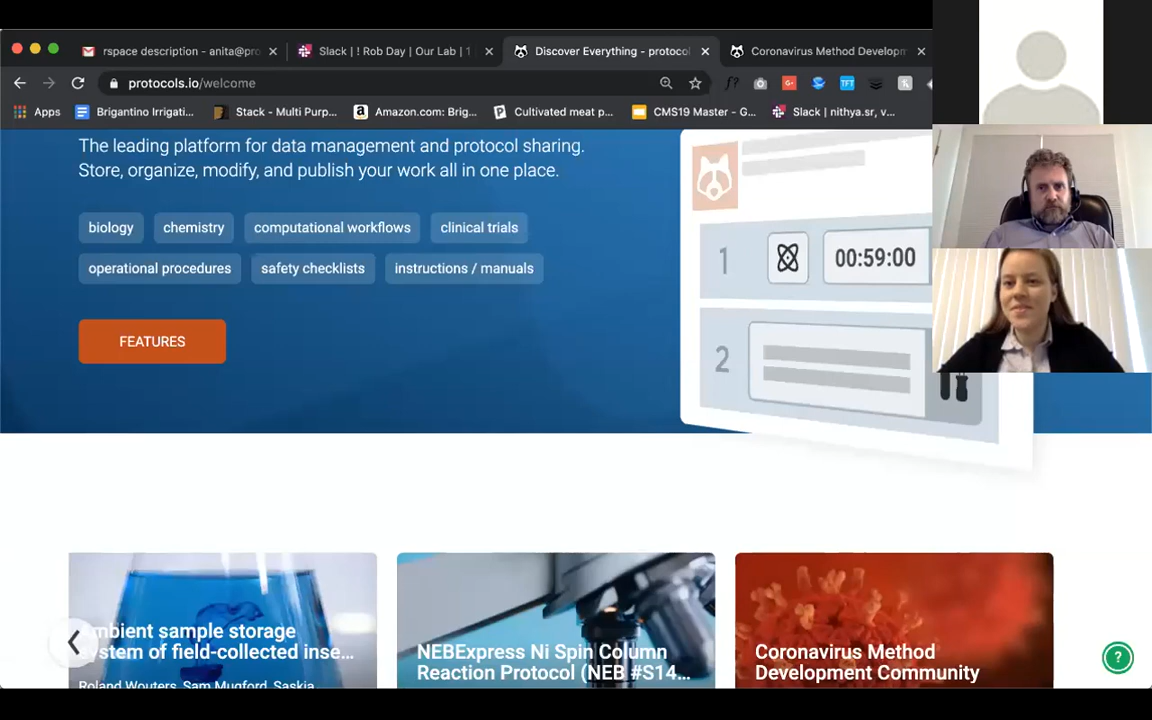 rspace description - anita@pro
Slack | ! Rob Day | Our Lab | 1
Discover Everything - protocol
Coronavirus Method Developm
protocols.io/welcome
Apps
Brigantino Irrigati...
Stack - Multi Purp...
Amazon.com: Brig...
Cultivated meat p...
CMS19 Master - G...
Slack | nithya.sr, v...
The leading platform for data management and protocol sharing.
Store, organize, modify, and publish your work all in one place.
biology
chemistry
computational workflows
clinical trials
operational procedures
safety checklists
instructions / manuals
FEATURES
1
00:59:00
2
mbient sample storage
ystem of field-collected inse...
Roland Wouters, Sam Mugford, Saskia
NEBExpress Ni Spin Column
Reaction Protocol (NEB #S14...
Coronavirus Method
Development Community
?